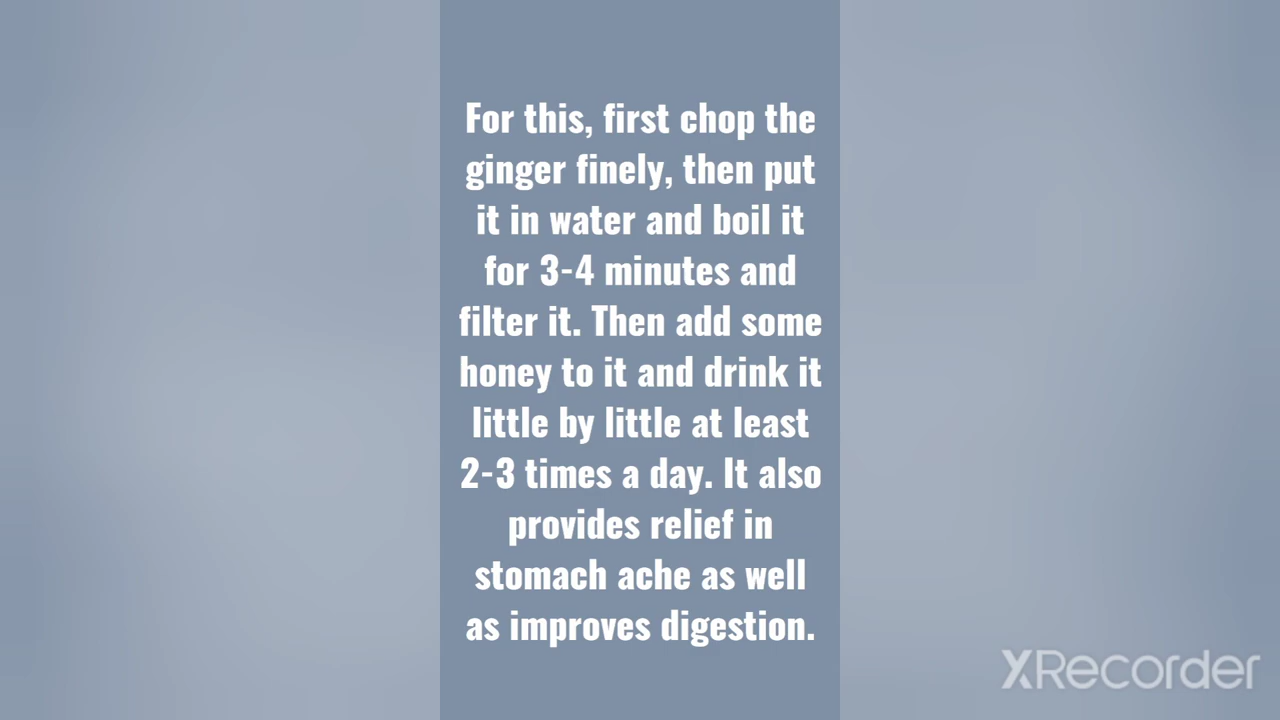 For this, first chop the
ginger finely, then put
it in water and boil it
for 3-4 minutes and
filter it. Then add some
honey to it and drink it
little by little at least
2-3 times a day. It also
provides relief in
stomach ache as well
as improves digestion.
XRecorder